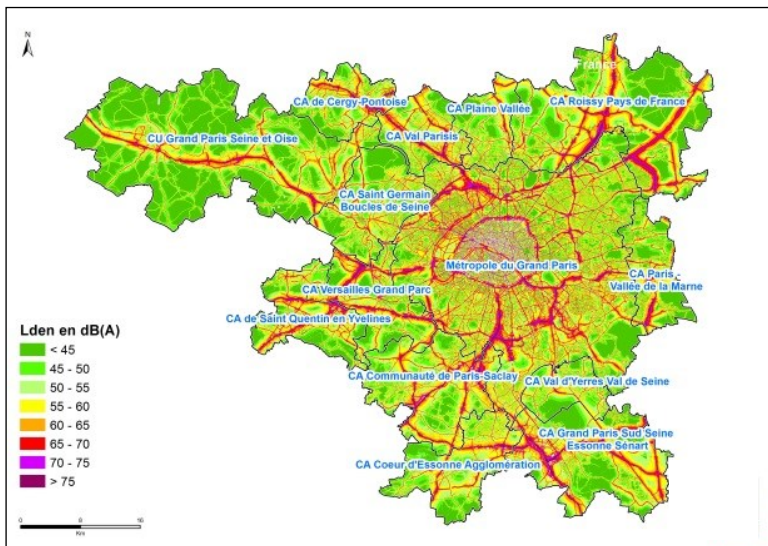 N
France
CA de Cergy-Pontoise
CA Plaine Vallée
CA Roissy Pays de France
CU Grand Paris Seine et Oise
CA Val Parisis
CA Saint Germain
Boucles de Seine
Métropole du Grand Paris
CA Paris -
Vallée de la Marne
CA Versailles Grand Parc
CA de Saint Quentin en Yvelines
CA Communauté de Paris-Saclay
CA Val d'Yerres Val de Seine
CA Grand Paris Sud Seine
Essonne Sénart
CA Coeur d'Essonne Agglomération
Lden en dB(A)
< 45
45 - 50
50 - 55
55 - 60
60 - 65
65 - 70
70 - 75
> 75
0 8 16
Km